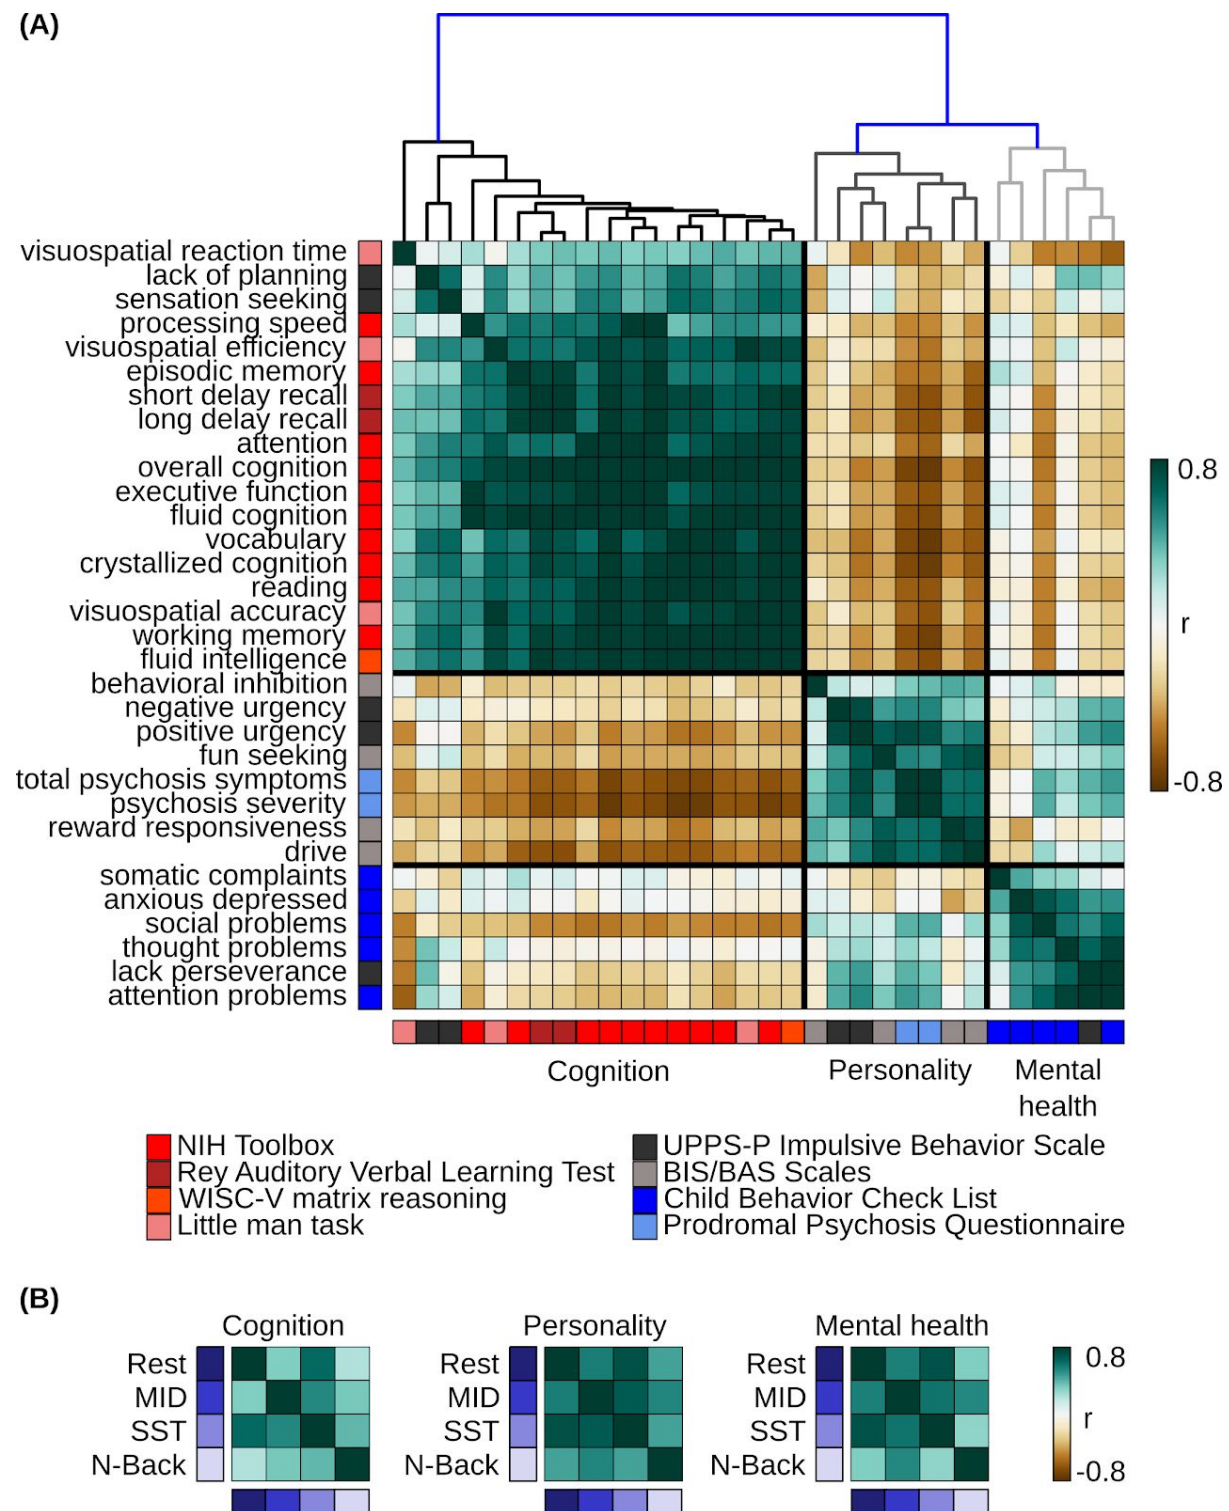 (A)
visuospatial reaction time
lack of planning
sensation seeking
processing speed
visuospatial efficiency
episodic memory
short delay recall
long delay recall
attention
overall cognition
executive function
fluid cognition
vocabulary
crystallized cognition
reading
visuospatial accuracy
working memory
fluid intelligence
behavioral inhibition
negative urgency
positive urgency
fun seeking
total psychosis symptoms
psychosis severity
reward responsiveness
drive
somatic complaints
anxious depressed
social problems
thought problems
lack perseverance
attention problems
0.8
r
-0.8
Cognition
Personality
Mental
health
NIH Toolbox
Rey Auditory Verbal Learning Test
WISC-V matrix reasoning
Little man task
UPPS-P Impulsive Behavior Scale
BIS/BAS Scales
Child Behavior Check List
Prodromal Psychosis Questionnaire
(B)
Cognition
Rest
MID
SST
N-Back
Personality
Rest
MID
SST
N-Back
Mental health
Rest
MID
SST
N-Back
0.8
r
-0.8